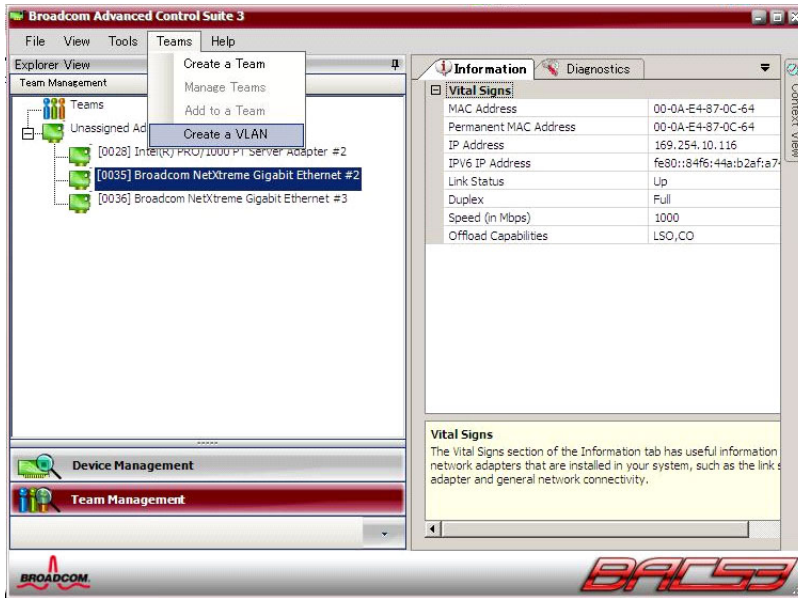 Broadcom Advanced Control Suite 3
File View Tools Teams Help
Explorer View
Team Management
Teams
Unassigned Ad
[0028] Intel(R) PRO/1000 PT Server Adapter #2
[0035] Broadcom NetXtreme Gigabit Ethernet #2
[0036] Broadcom NetXtreme Gigabit Ethernet #3
Create a Team
Manage Teams
Add to a Team
Create a VLAN
Device Management
Team Management
Information Diagnostics
Vital Signs
MAC Address 00-0A-E4-87-0C-64
Permanent MAC Address 00-0A-E4-87-0C-64
IP Address 169.254.10.116
IPV6 IP Address fe80::84f6:44a:b2af:a7
Link Status Up
Duplex Full
Speed (in Mbps) 1000
Offload Capabilities LSO,CO
Vital Signs
The Vital Signs section of the Information tab has useful information
network adapters that are installed in your system, such as the link
adapter and general network connectivity.
Context View
BROADCOM.
BACS3